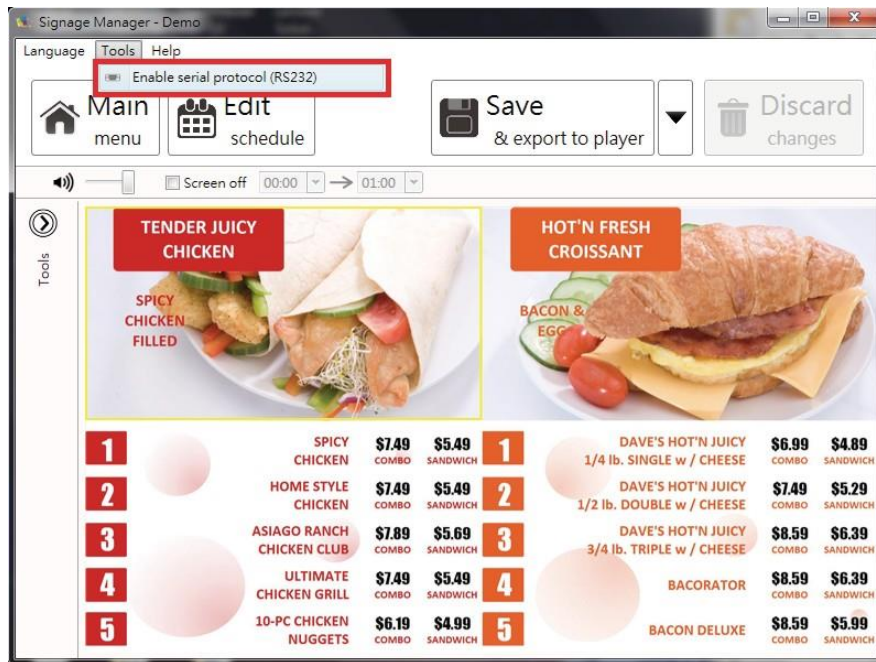 Signage Manager - Demo
Language Tools Help
Enable serial protocol (RS232)
Main
menu
Edit
schedule
Save
& export to player
Discard
changes
Screen off 00:00 01:00
Tools
TENDER JUICY
CHICKEN
SPICY
CHICKEN
FILLED
HOT'N FRESH
CROISSANT
BACON &
EGG
1 SPICY CHICKEN $7.49 COMBO $5.49 SANDWICH
2 HOME STYLE CHICKEN $7.49 COMBO $5.49 SANDWICH
3 ASIAGO RANCH CHICKEN CLUB $7.89 COMBO $5.69 SANDWICH
4 ULTIMATE CHICKEN GRILL $7.49 COMBO $5.49 SANDWICH
5 10-PC CHICKEN NUGGETS $6.19 COMBO $4.99 SANDWICH
1 DAVE'S HOT'N JUICY 1/4 lb. SINGLE w / CHEESE $6.99 COMBO $4.89 SANDWICH
2 DAVE'S HOT'N JUICY 1/2 lb. DOUBLE w / CHEESE $7.49 COMBO $5.29 SANDWICH
3 DAVE'S HOT'N JUICY 3/4 lb. TRIPLE w / CHEESE $8.59 COMBO $6.39 SANDWICH
4 BACORATOR $8.59 COMBO $6.39 SANDWICH
5 BACON DELUXE $8.59 COMBO $5.99 SANDWICH